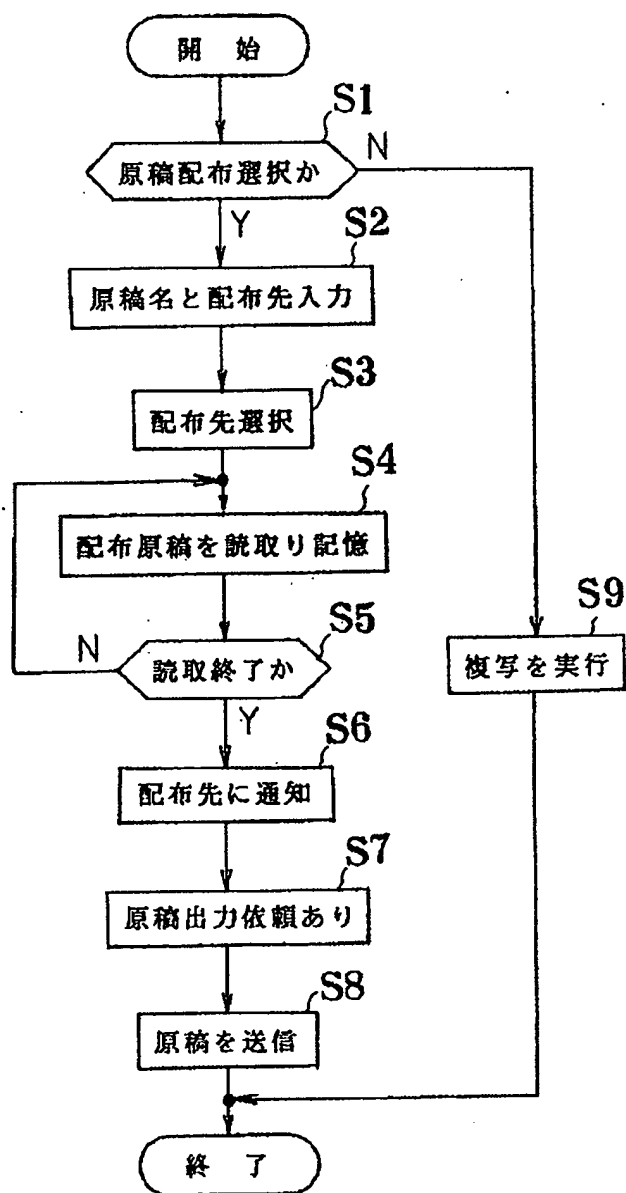 開 始
S1
原稿配布選択か
N
Y
S2
原稿名と配布先入力
S3
配布先選択
S4
配布原稿を読取り記憶
S5
読取終了か
N
Y
S9
複写を実行
S6
配布先に通知
S7
原稿出力依頼あり
S8
原稿を送信
終 了